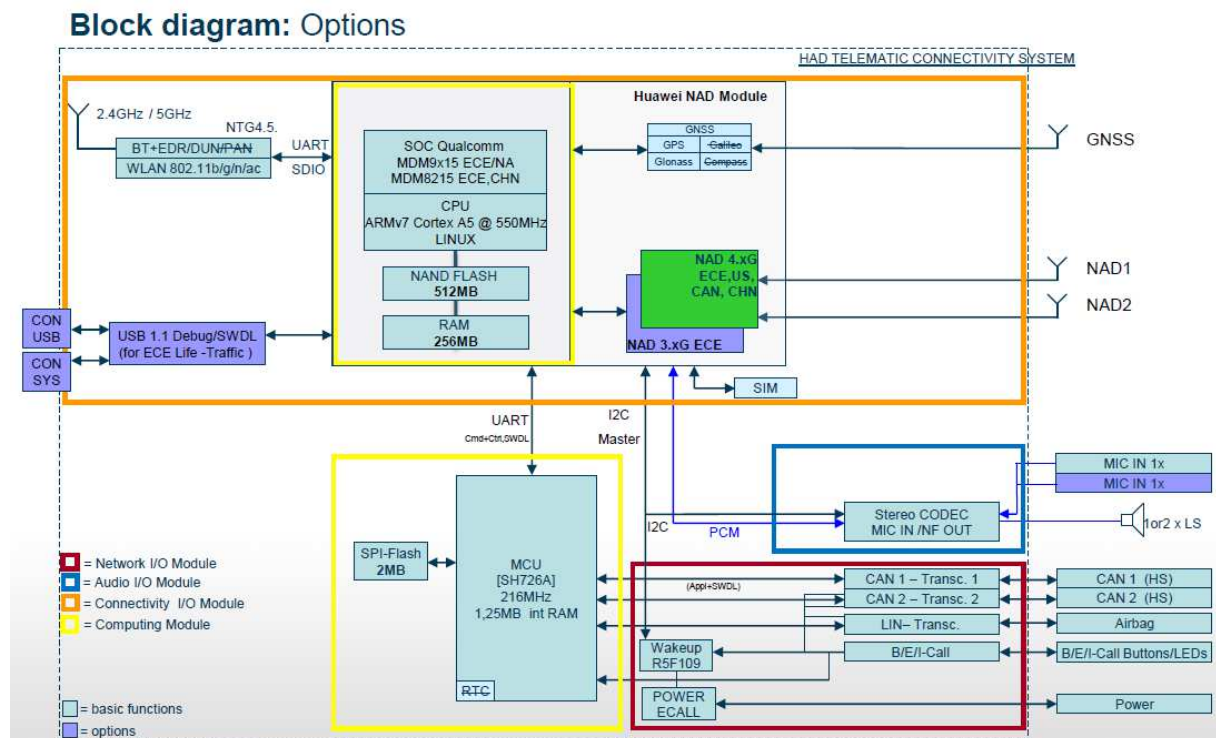 Block diagram: Options
HAD TELEMATIC CONNECTIVITY SYSTEM
2.4GHz / 5GHz
NTG4.5.
BT+EDR/DUN/PAN
WLAN 802.11b/g/n/ac
UART
SDIO
SOC Qualcomm
MDM9x15 ECE/NA
MDM8215 ECE,CHN
CPU
ARMv7 Cortex A5 @ 550MHz
LINUX
NAND FLASH
512MB
RAM
256MB
Huawei NAD Module
GNSS
GPS
Galileo
Glonass
Compass
GNSS
NAD 4.xG
ECE,US,
CAN, CHN
NAD 3.xG ECE
NAD1
NAD2
CON
USB
CON
SYS
USB 1.1 Debug/SWDL
(for ECE Life -Traffic )
SIM
UART
Cmd+Ctrl,SWDL
I2C
Master
I2C
PCM
Stereo CODEC
MIC IN /NF OUT
MIC IN 1x
MIC IN 1x
1or2 x LS
SPI-Flash
2MB
MCU
[SH726A]
216MHz
1,25MB int RAM
RTC
(Appl+SWDL)
CAN 1 – Transc. 1
CAN 2 – Transc. 2
LIN– Transc.
B/E/I-Call
Wakeup
R5F109
POWER
ECALL
CAN 1 (HS)
CAN 2 (HS)
Airbag
B/E/I-Call Buttons/LEDs
Power
= Network I/O Module
= Audio I/O Module
= Connectivity I/O Module
= Computing Module
= basic functions
= options